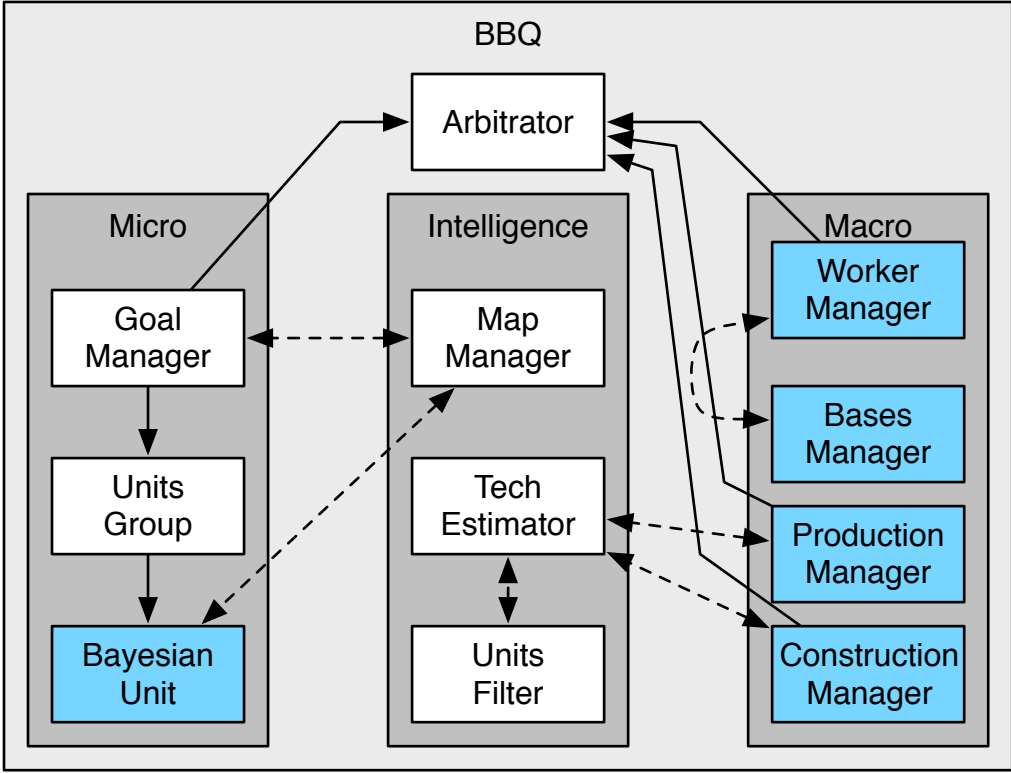 BBQ
Arbitrator
Micro
Goal
Manager
Units
Group
Bayesian
Unit
Intelligence
Map
Manager
Tech
Estimator
Units
Filter
Macro
Worker
Manager
Bases
Manager
Production
Manager
Construction
Manager